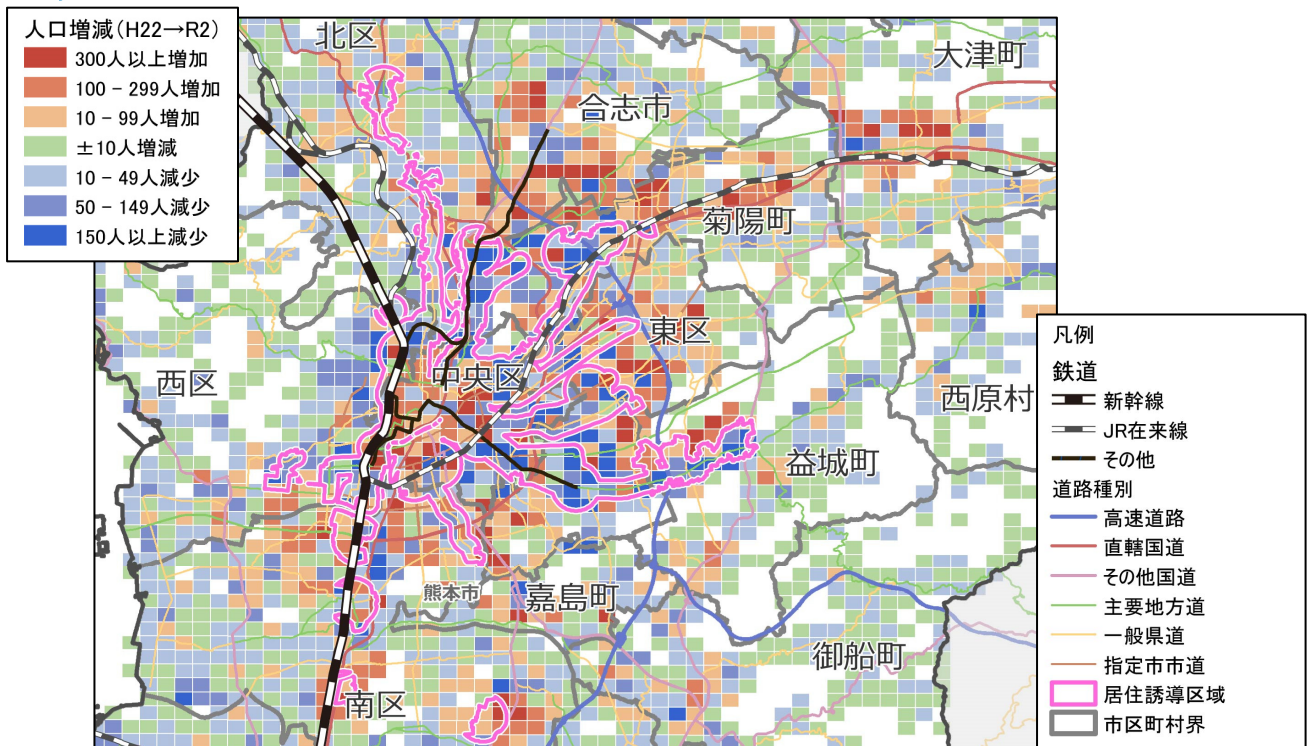 人口増減(H22→R2)
300人以上増加
100 - 299人増加
10 - 99人増加
±10人増減
10 - 49人減少
50 - 149人減少
150人以上減少
北区
大津町
合志市
菊陽町
東区
中央区
西区
西原村
益城町
熊本市
嘉島町
御船町
南区
凡例
鉄道
新幹線
JR在来線
その他
道路種別
高速道路
直轄国道
その他国道
主要地方道
一般県道
指定市市道
居住誘導区域
市区町村界